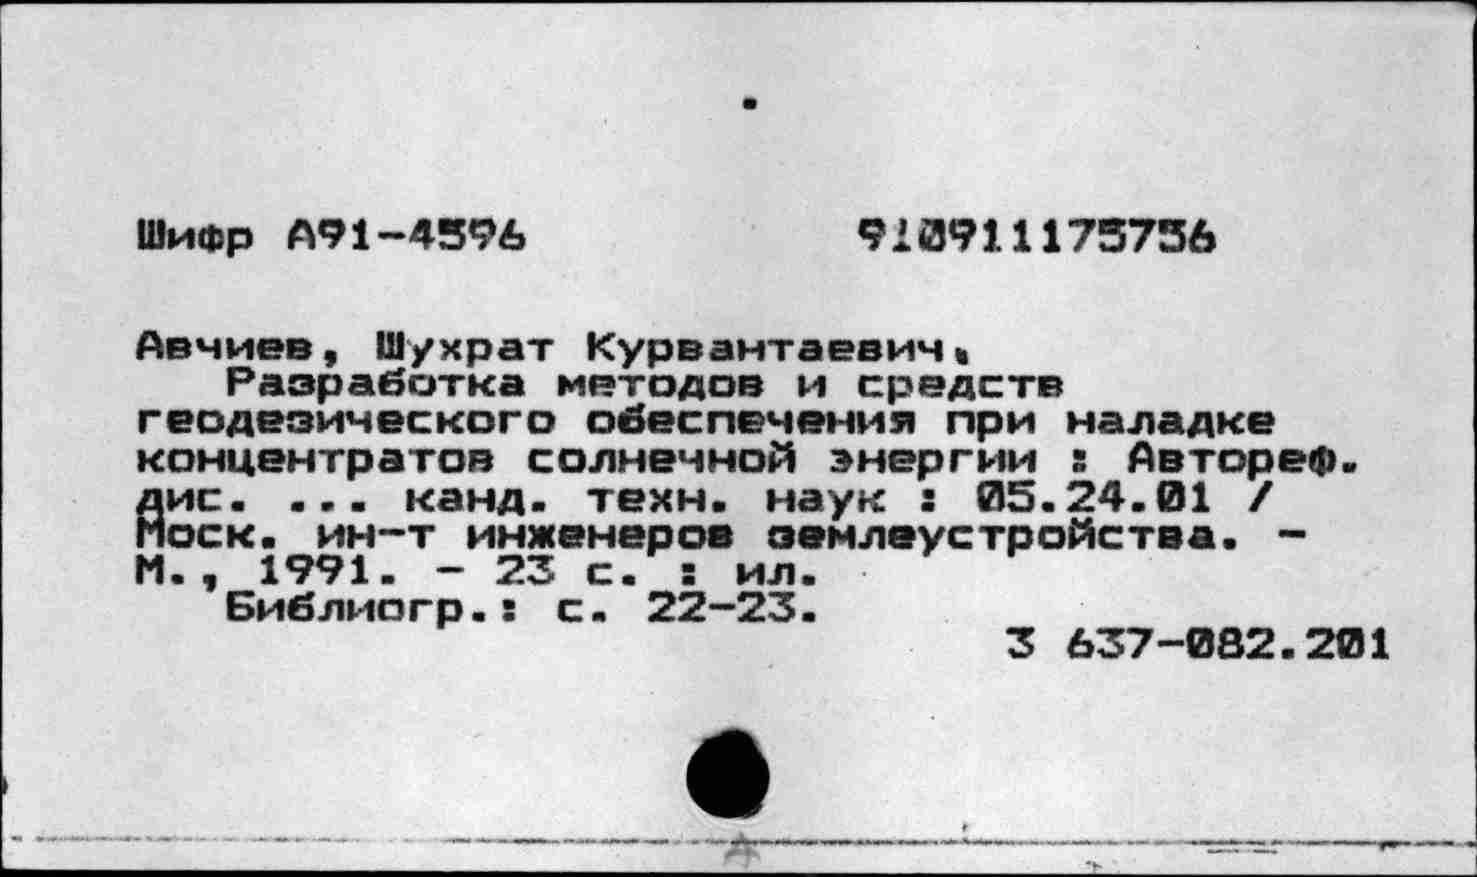 Шифр А91-4596 910911175756
Авчиев, Шухрат Курвантаевич.
Разработка методов и средств
геодезического обеспечения при наладке
концентратов солнечной энергии : Автореф.
дис. ... канд. техн. наук : 05.24.01 /
Моск. ин-т инженеров землеустройства. -
М., 1991. - 23 с. : ил.
Библиогр.: с. 22-23.
3 637-082.201